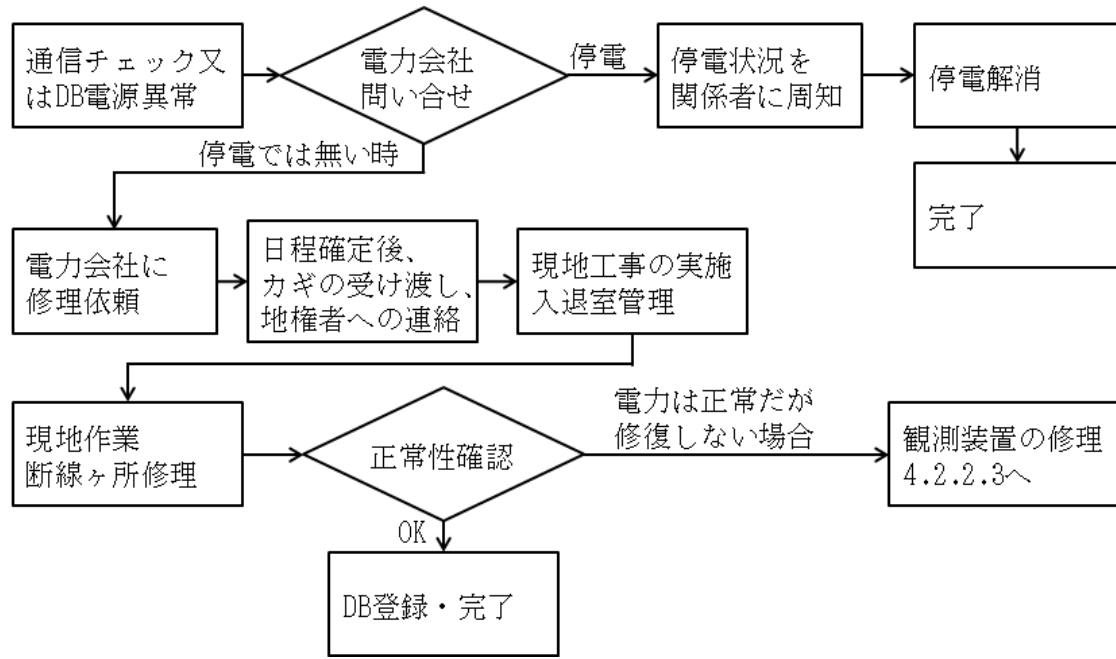 通信チェック又
はDB電源異常
電力会社
問い合せ
停電
停電状況を
関係者に周知
停電解消
完了
停電では無い時
電力会社に
修理依頼
日程確定後、
カギの受け渡し、
地権者への連絡
現地工事の実施
入退室管理
現地作業
断線ヶ所修理
正常性確認
電力は正常だが
修復しない場合
観測装置の修理
4.2.2.3へ
OK
DB登録・完了